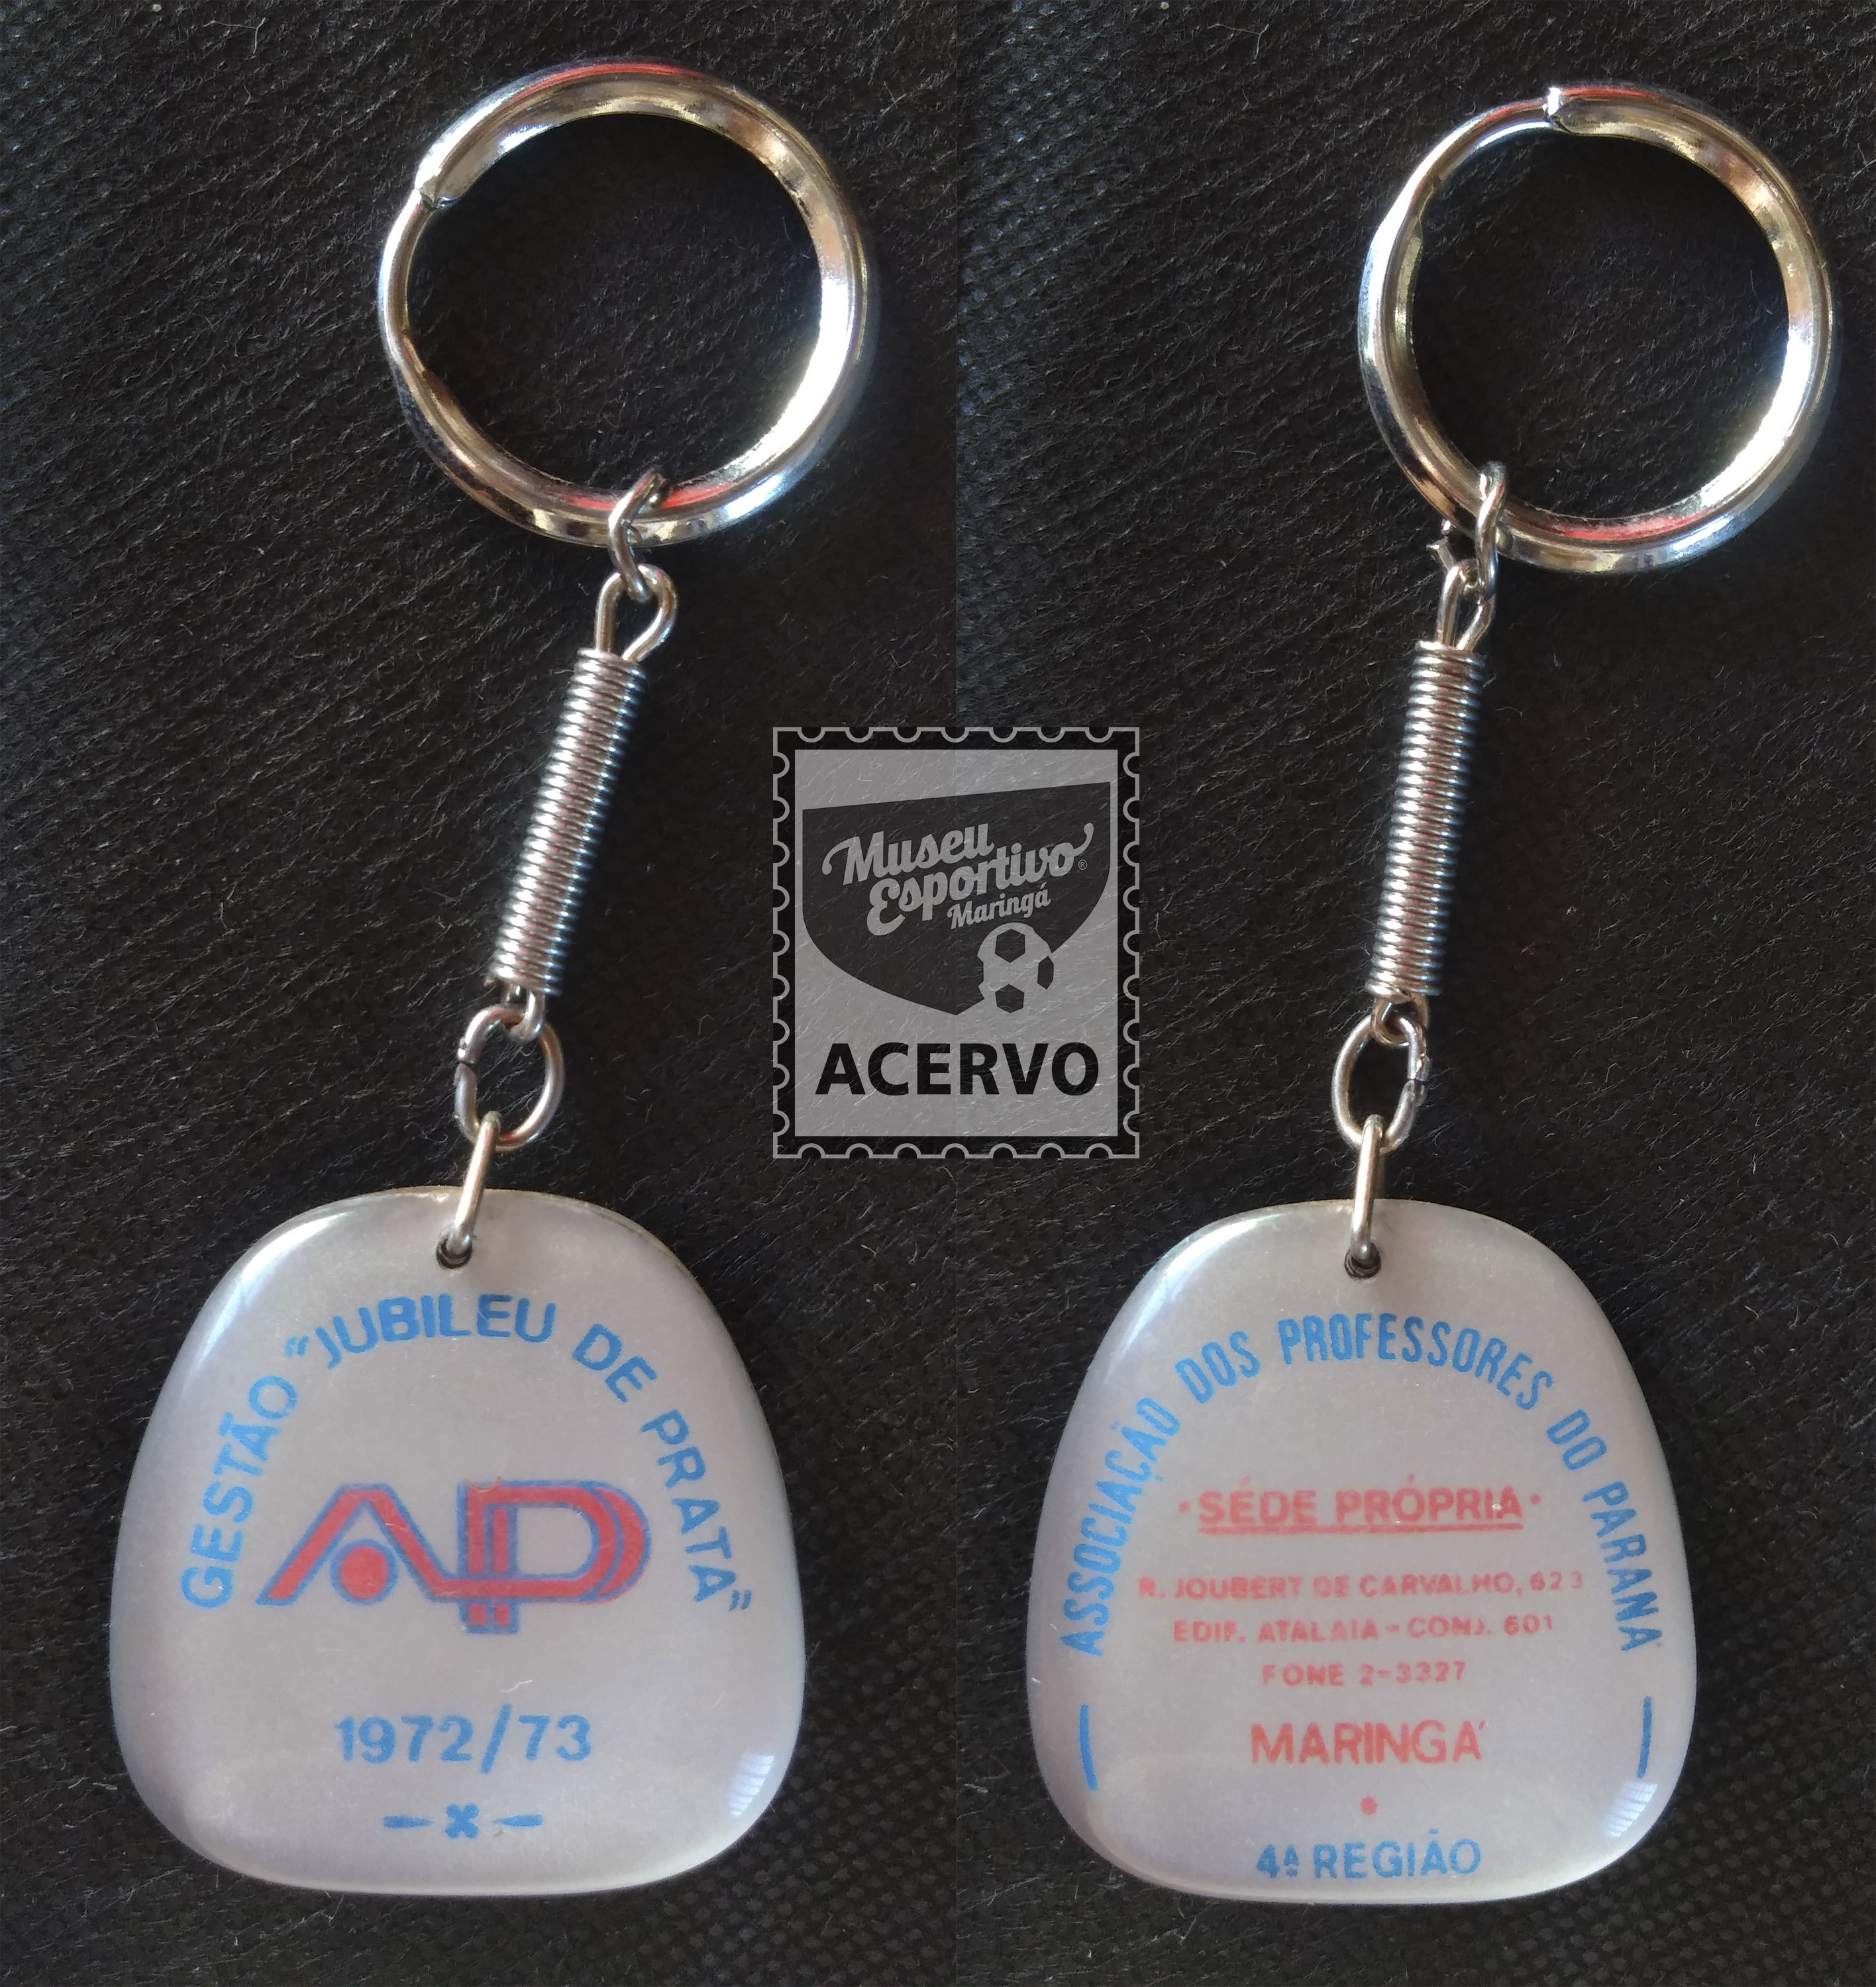 GESTÃO "JUBILEU DE PRATA"
AP
1972/73
Museu
Esportivo®
Maringá
ACERVO
ASSOCIAÇÃO DOS PROFESSORES DO PARANA
· SÉDE PRÓPRIA ·
R. JOUBERT DE CARVALHO, 623
EDIF. ATALAIA - CONJ. 601
FONE 2-3327
MARINGÁ
4ª REGIÃO